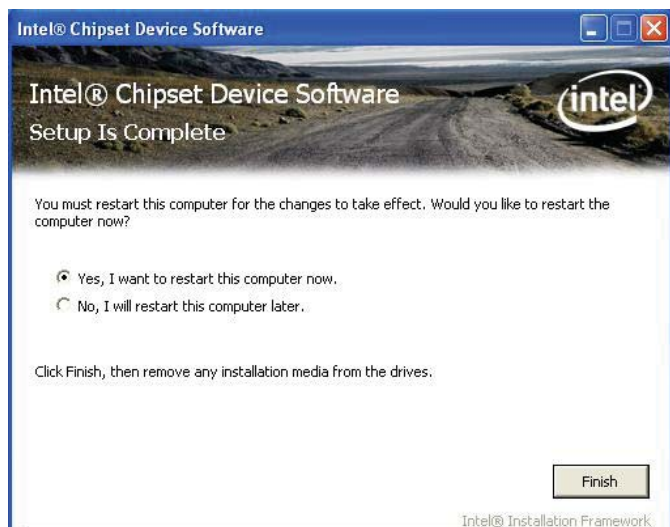 Intel® Chipset Device Software
Intel® Chipset Device Software
Setup Is Complete
intel
You must restart this computer for the changes to take effect. Would you like to restart the
computer now?
Yes, I want to restart this computer now.
No, I will restart this computer later.
Click Finish, then remove any installation media from the drives.
Finish
Intel® Installation Framework